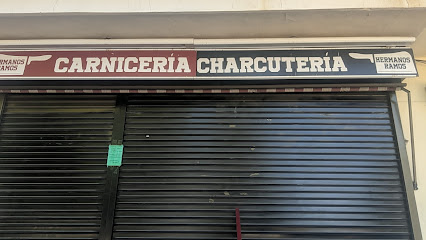 HERMANOS
RAMOS
CARNICERÍA CHARCUTERÍA
HERMANOS
RAMOS